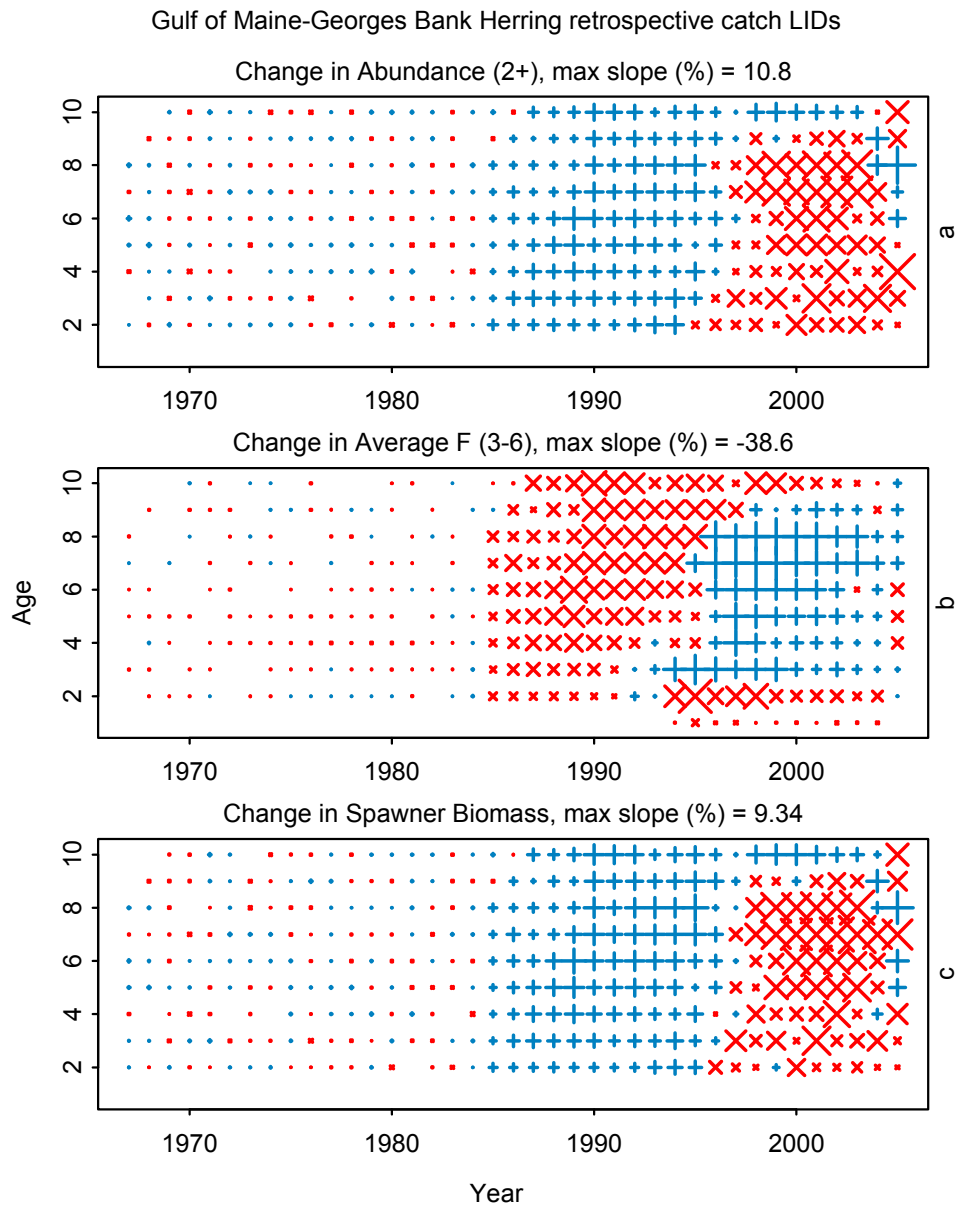 Gulf of Maine-Georges Bank Herring retrospective catch LIDs
Change in Abundance (2+), max slope (%) = 10.8
10
8
6
4
2
a
1970 1980 1990 2000
Change in Average F (3-6), max slope (%) = -38.6
10
8
6
4
2
Age
b
1970 1980 1990 2000
Change in Spawner Biomass, max slope (%) = 9.34
10
8
6
4
2
c
1970 1980 1990 2000
Year